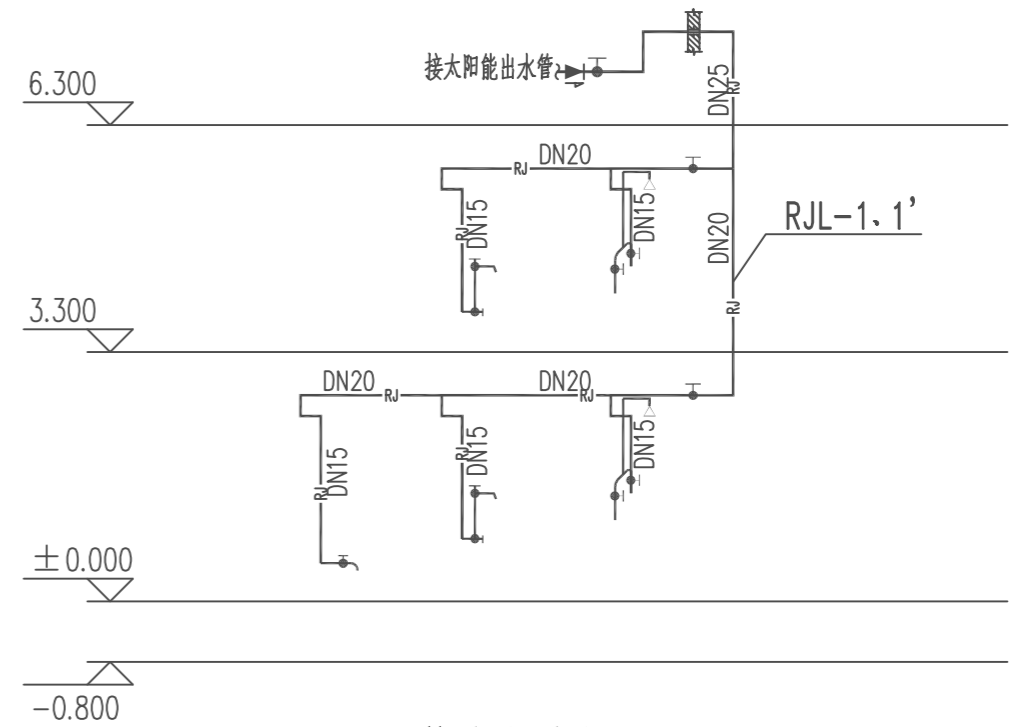 接太阳能出水管
6.300
DN25
RJ
DN20
RJ
DN15
RJ
DN15
DN20
RJL-1、1'
RJ
3.300
DN20
RJ
DN20
RJ
DN15
RJ
DN15
RJ
DN15
±0.000
-0.800